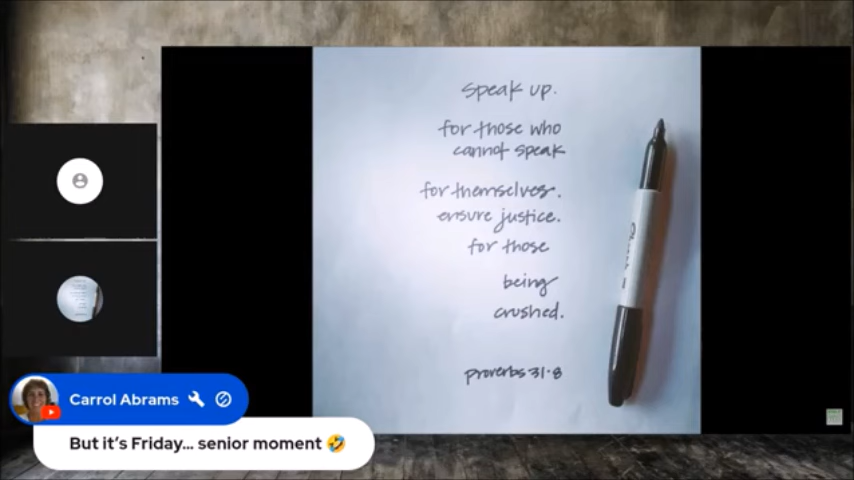 speak up.
for those who
cannot speak
for themselves.
ensure justice.
for those
being
crushed.
proverbs 31·8
Carrol Abrams
But it's Friday... senior moment 🤣